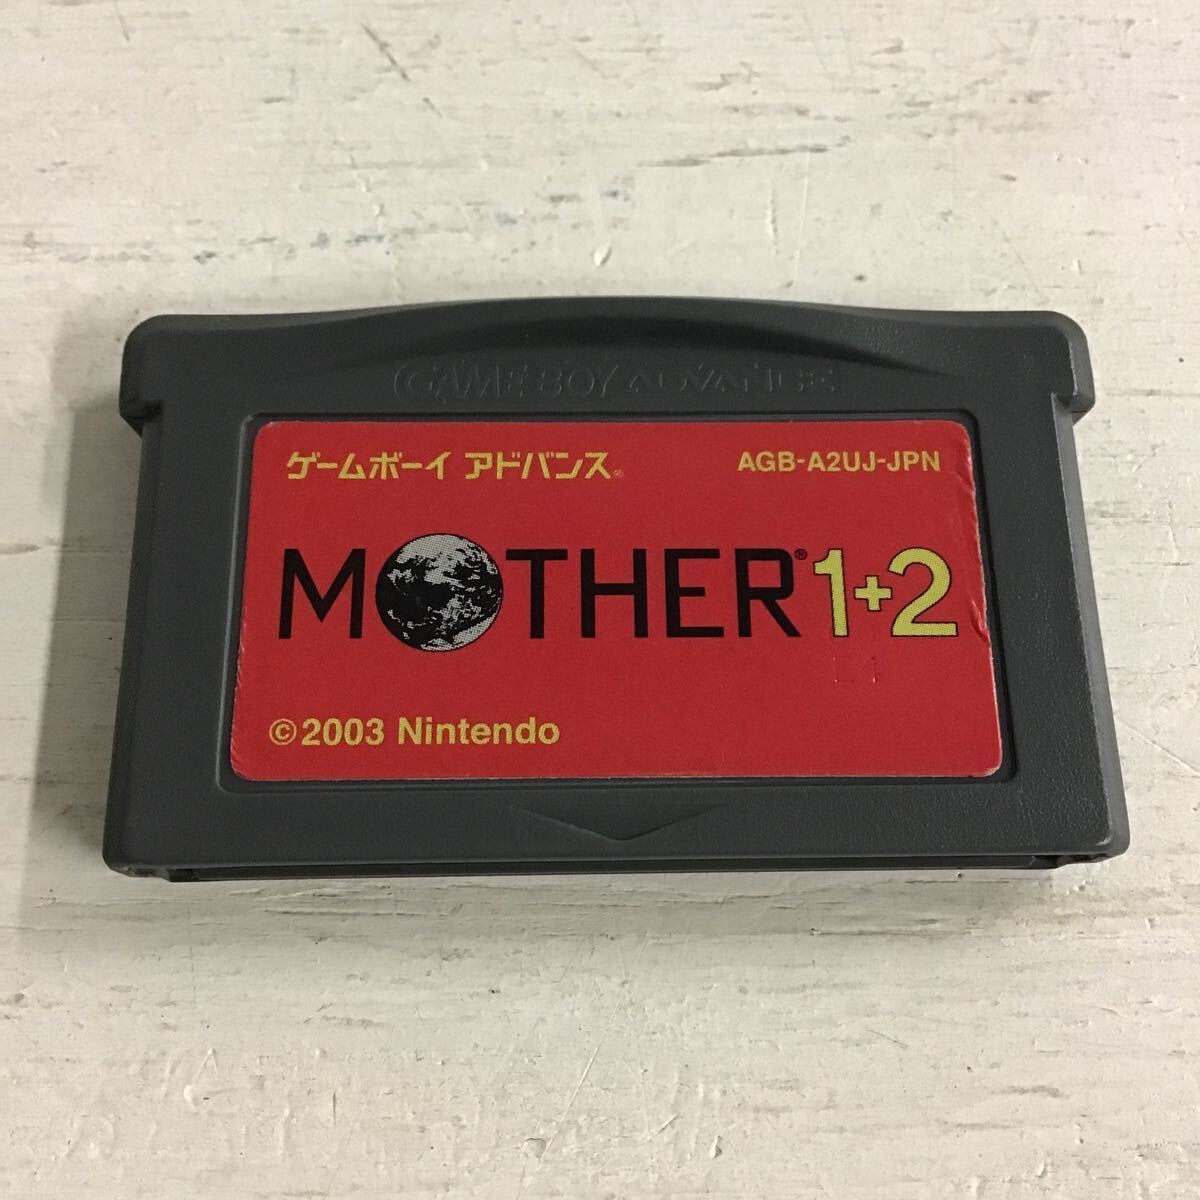 GAME BOY ADVANCE
ゲームボーイ アドバンス®
AGB-A2UJ-JPN
MOTHER® 1+2
©2003 Nintendo